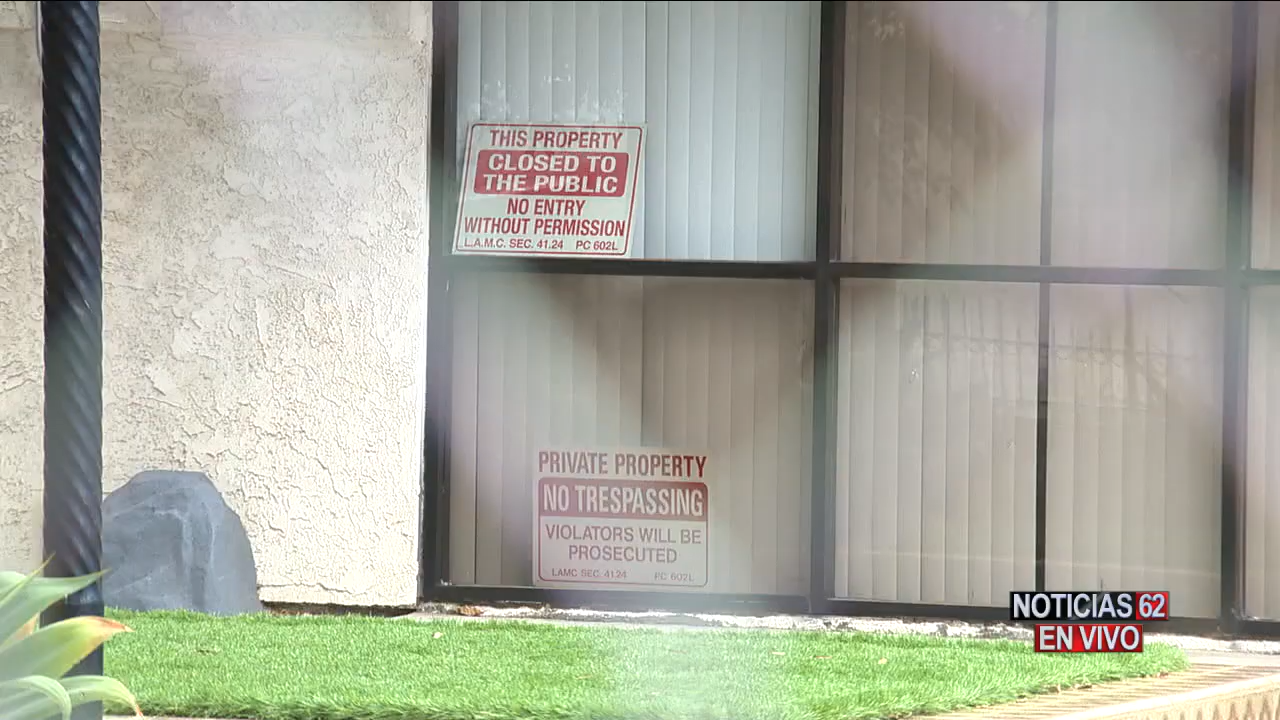 THIS PROPERTY
CLOSED TO
THE PUBLIC
NO ENTRY
WITHOUT PERMISSION
L.A.M.C. SEC. 41.24 PC 602L
PRIVATE PROPERTY
NO TRESPASSING
VIOLATORS WILL BE
PROSECUTED
LAMC SEC. 41.24 PC 602L
NOTICIAS 62
EN VIVO